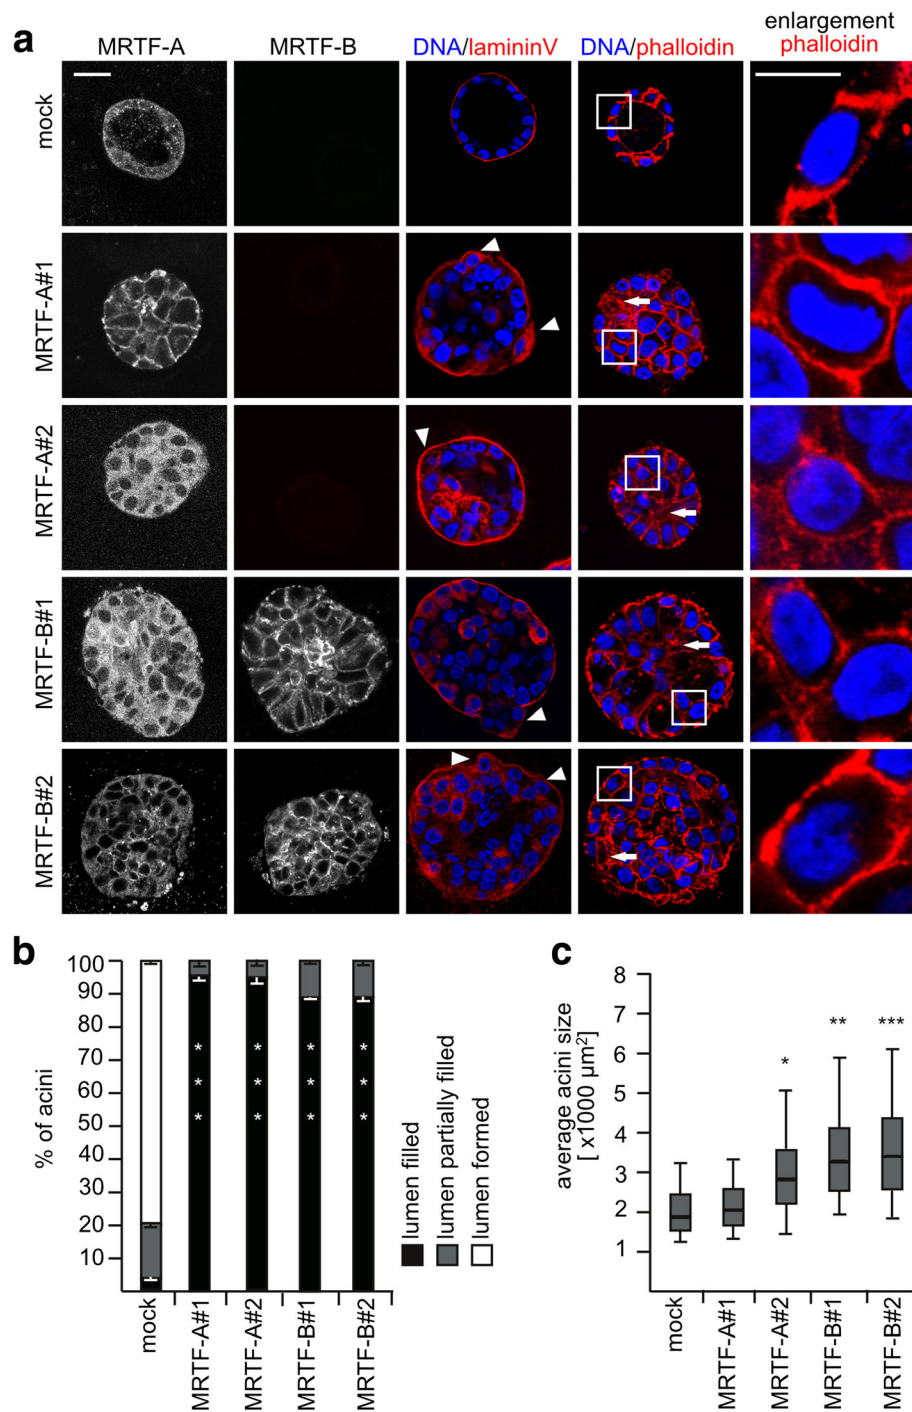 a
MRTF-A
MRTF-B
DNA/lamininV
DNA/phalloidin
enlargement
phalloidin
mock
MRTF-A#1
MRTF-A#2
MRTF-B#1
MRTF-B#2
b
% of acini
100
90
80
70
60
50
40
30
20
10
* * * *
* * * *
* * * *
mock
MRTF-A#1
MRTF-A#2
MRTF-B#1
MRTF-B#2
lumen filled
lumen partially filled
lumen formed
c
average acini size
[ x1000 µm²]
8
7
6
5
4
3
2
1
*
**
***
mock
MRTF-A#1
MRTF-A#2
MRTF-B#1
MRTF-B#2